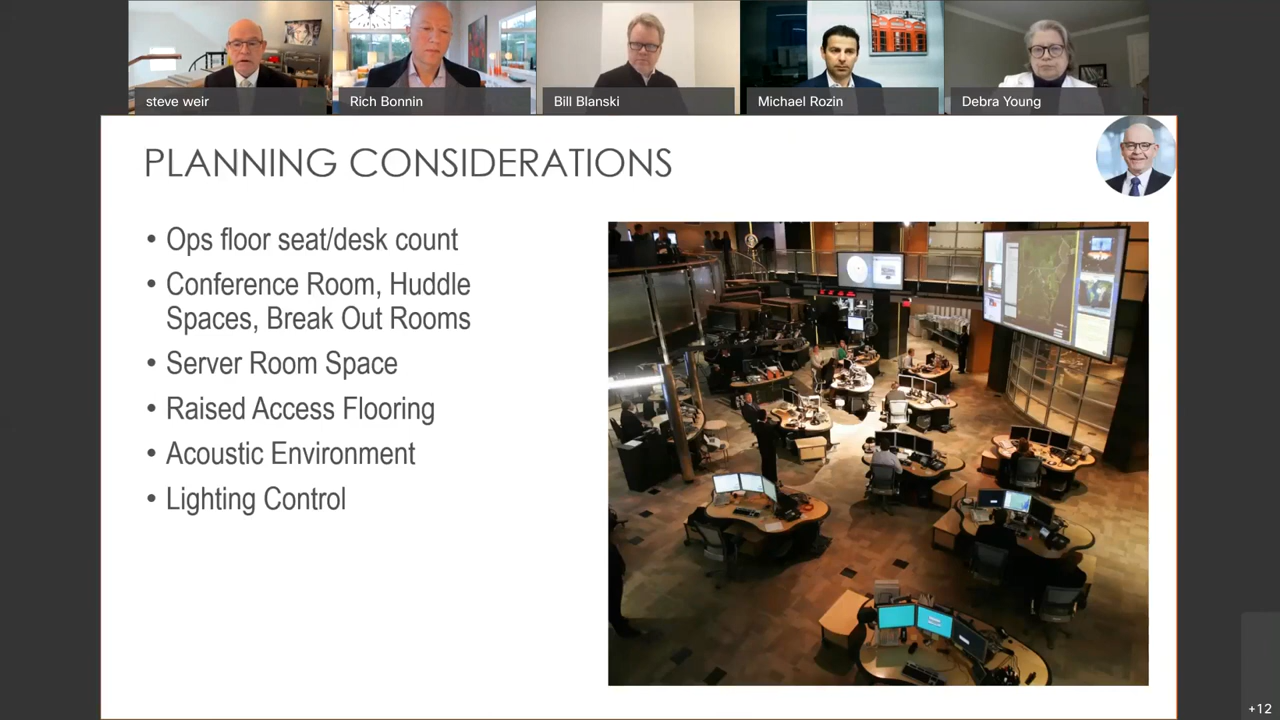 steve weir
Rich Bonnin
Bill Blanski
Michael Rozin
Debra Young
PLANNING CONSIDERATIONS
• Ops floor seat/desk count
• Conference Room, Huddle
Spaces, Break Out Rooms
• Server Room Space
• Raised Access Flooring
• Acoustic Environment
• Lighting Control
+12